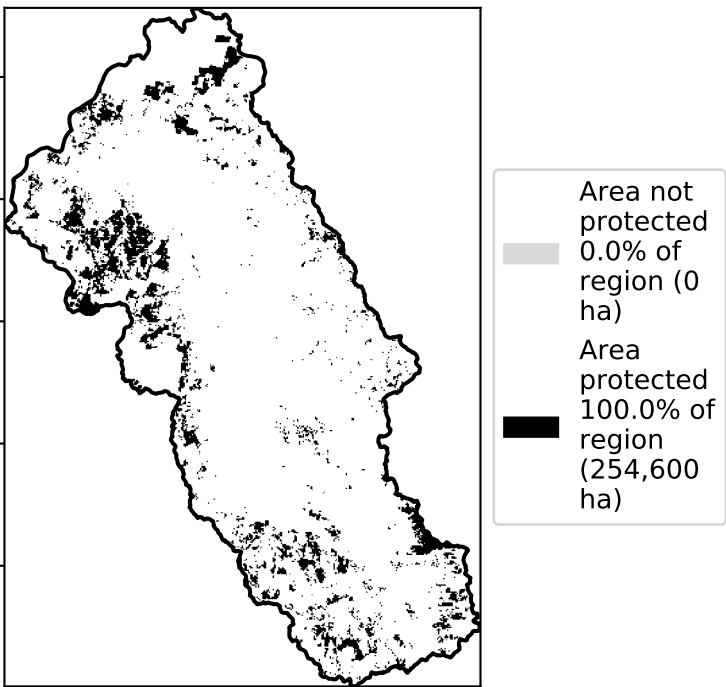 Area not
protected
0.0% of
region (0
ha)
Area
protected
100.0% of
region
(254,600
ha)